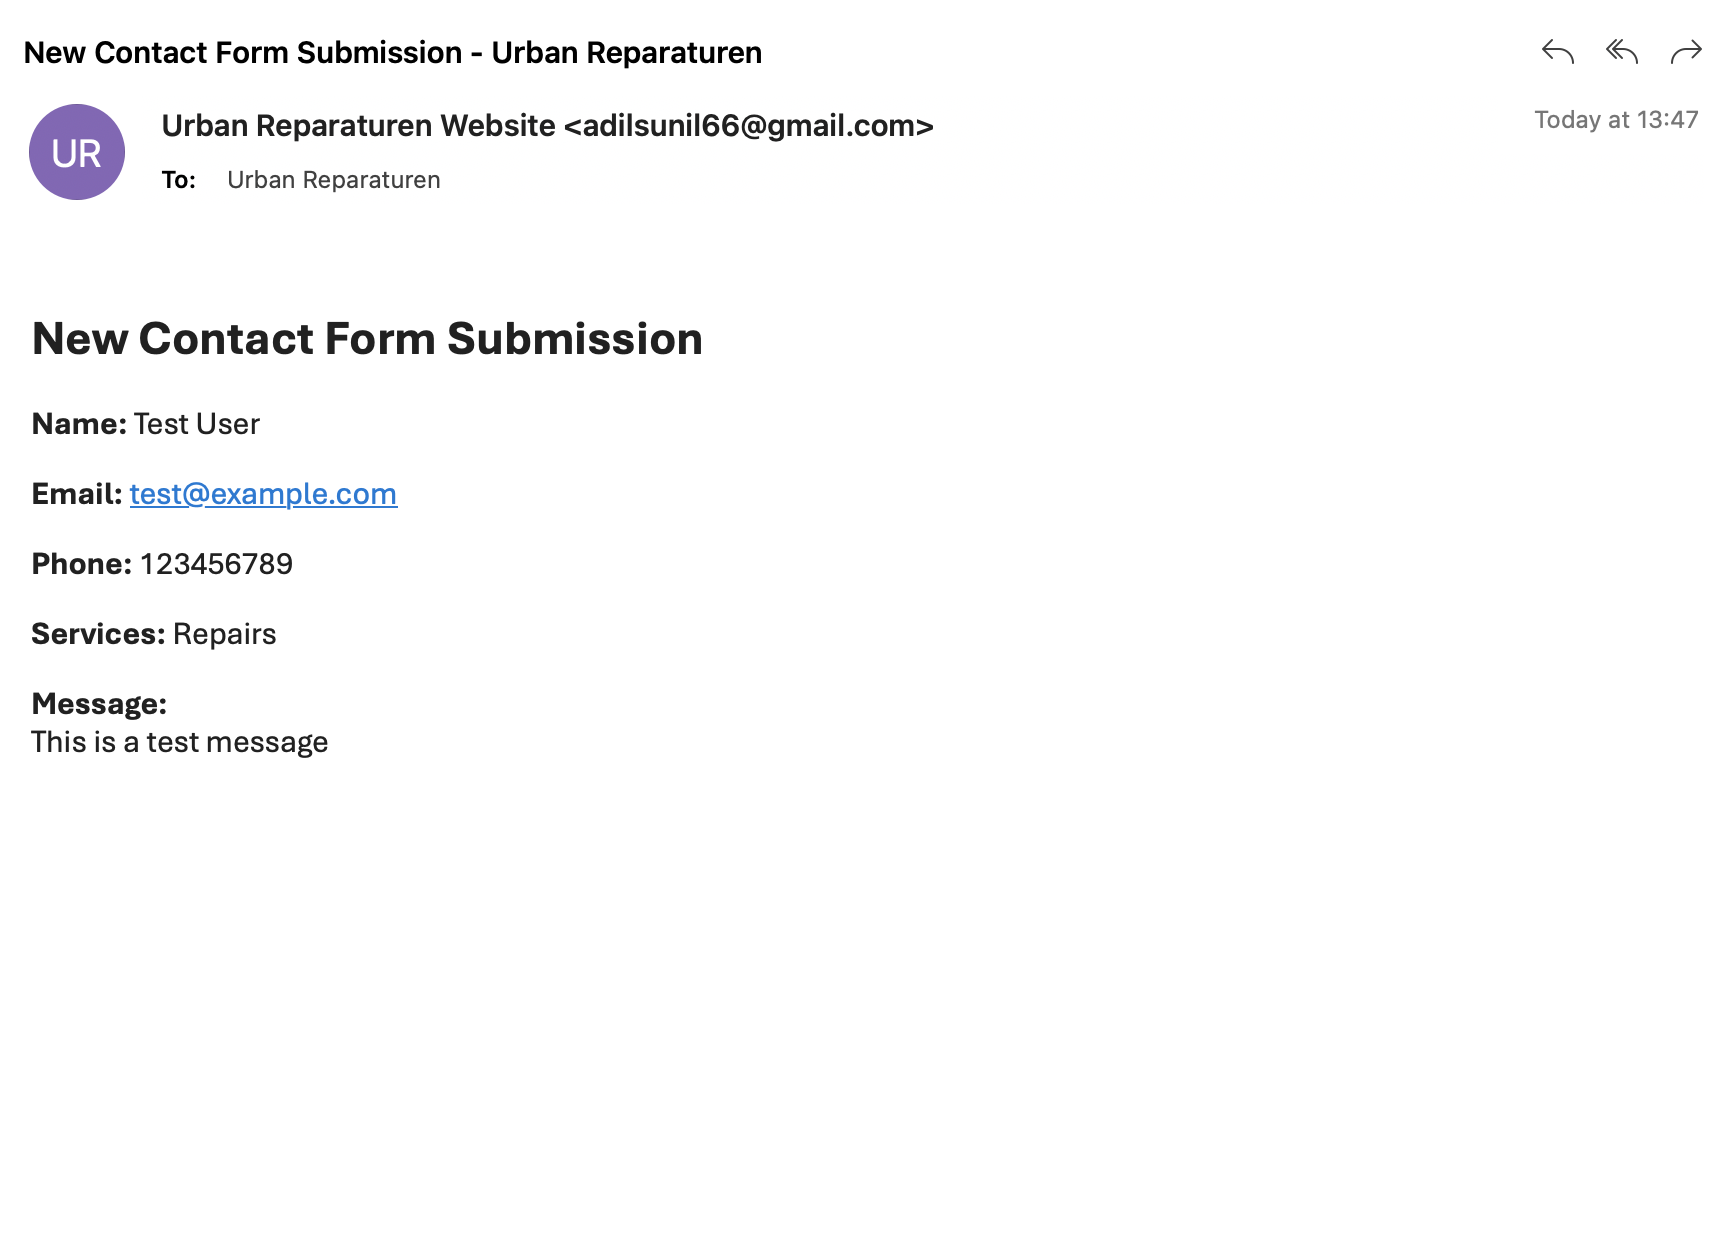 New Contact Form Submission - Urban Reparaturen
UR
Urban Reparaturen Website <adilsunil66@gmail.com>
Today at 13:47
To: Urban Reparaturen
New Contact Form Submission
Name: Test User
Email: test@example.com
Phone: 123456789
Services: Repairs
Message:
This is a test message